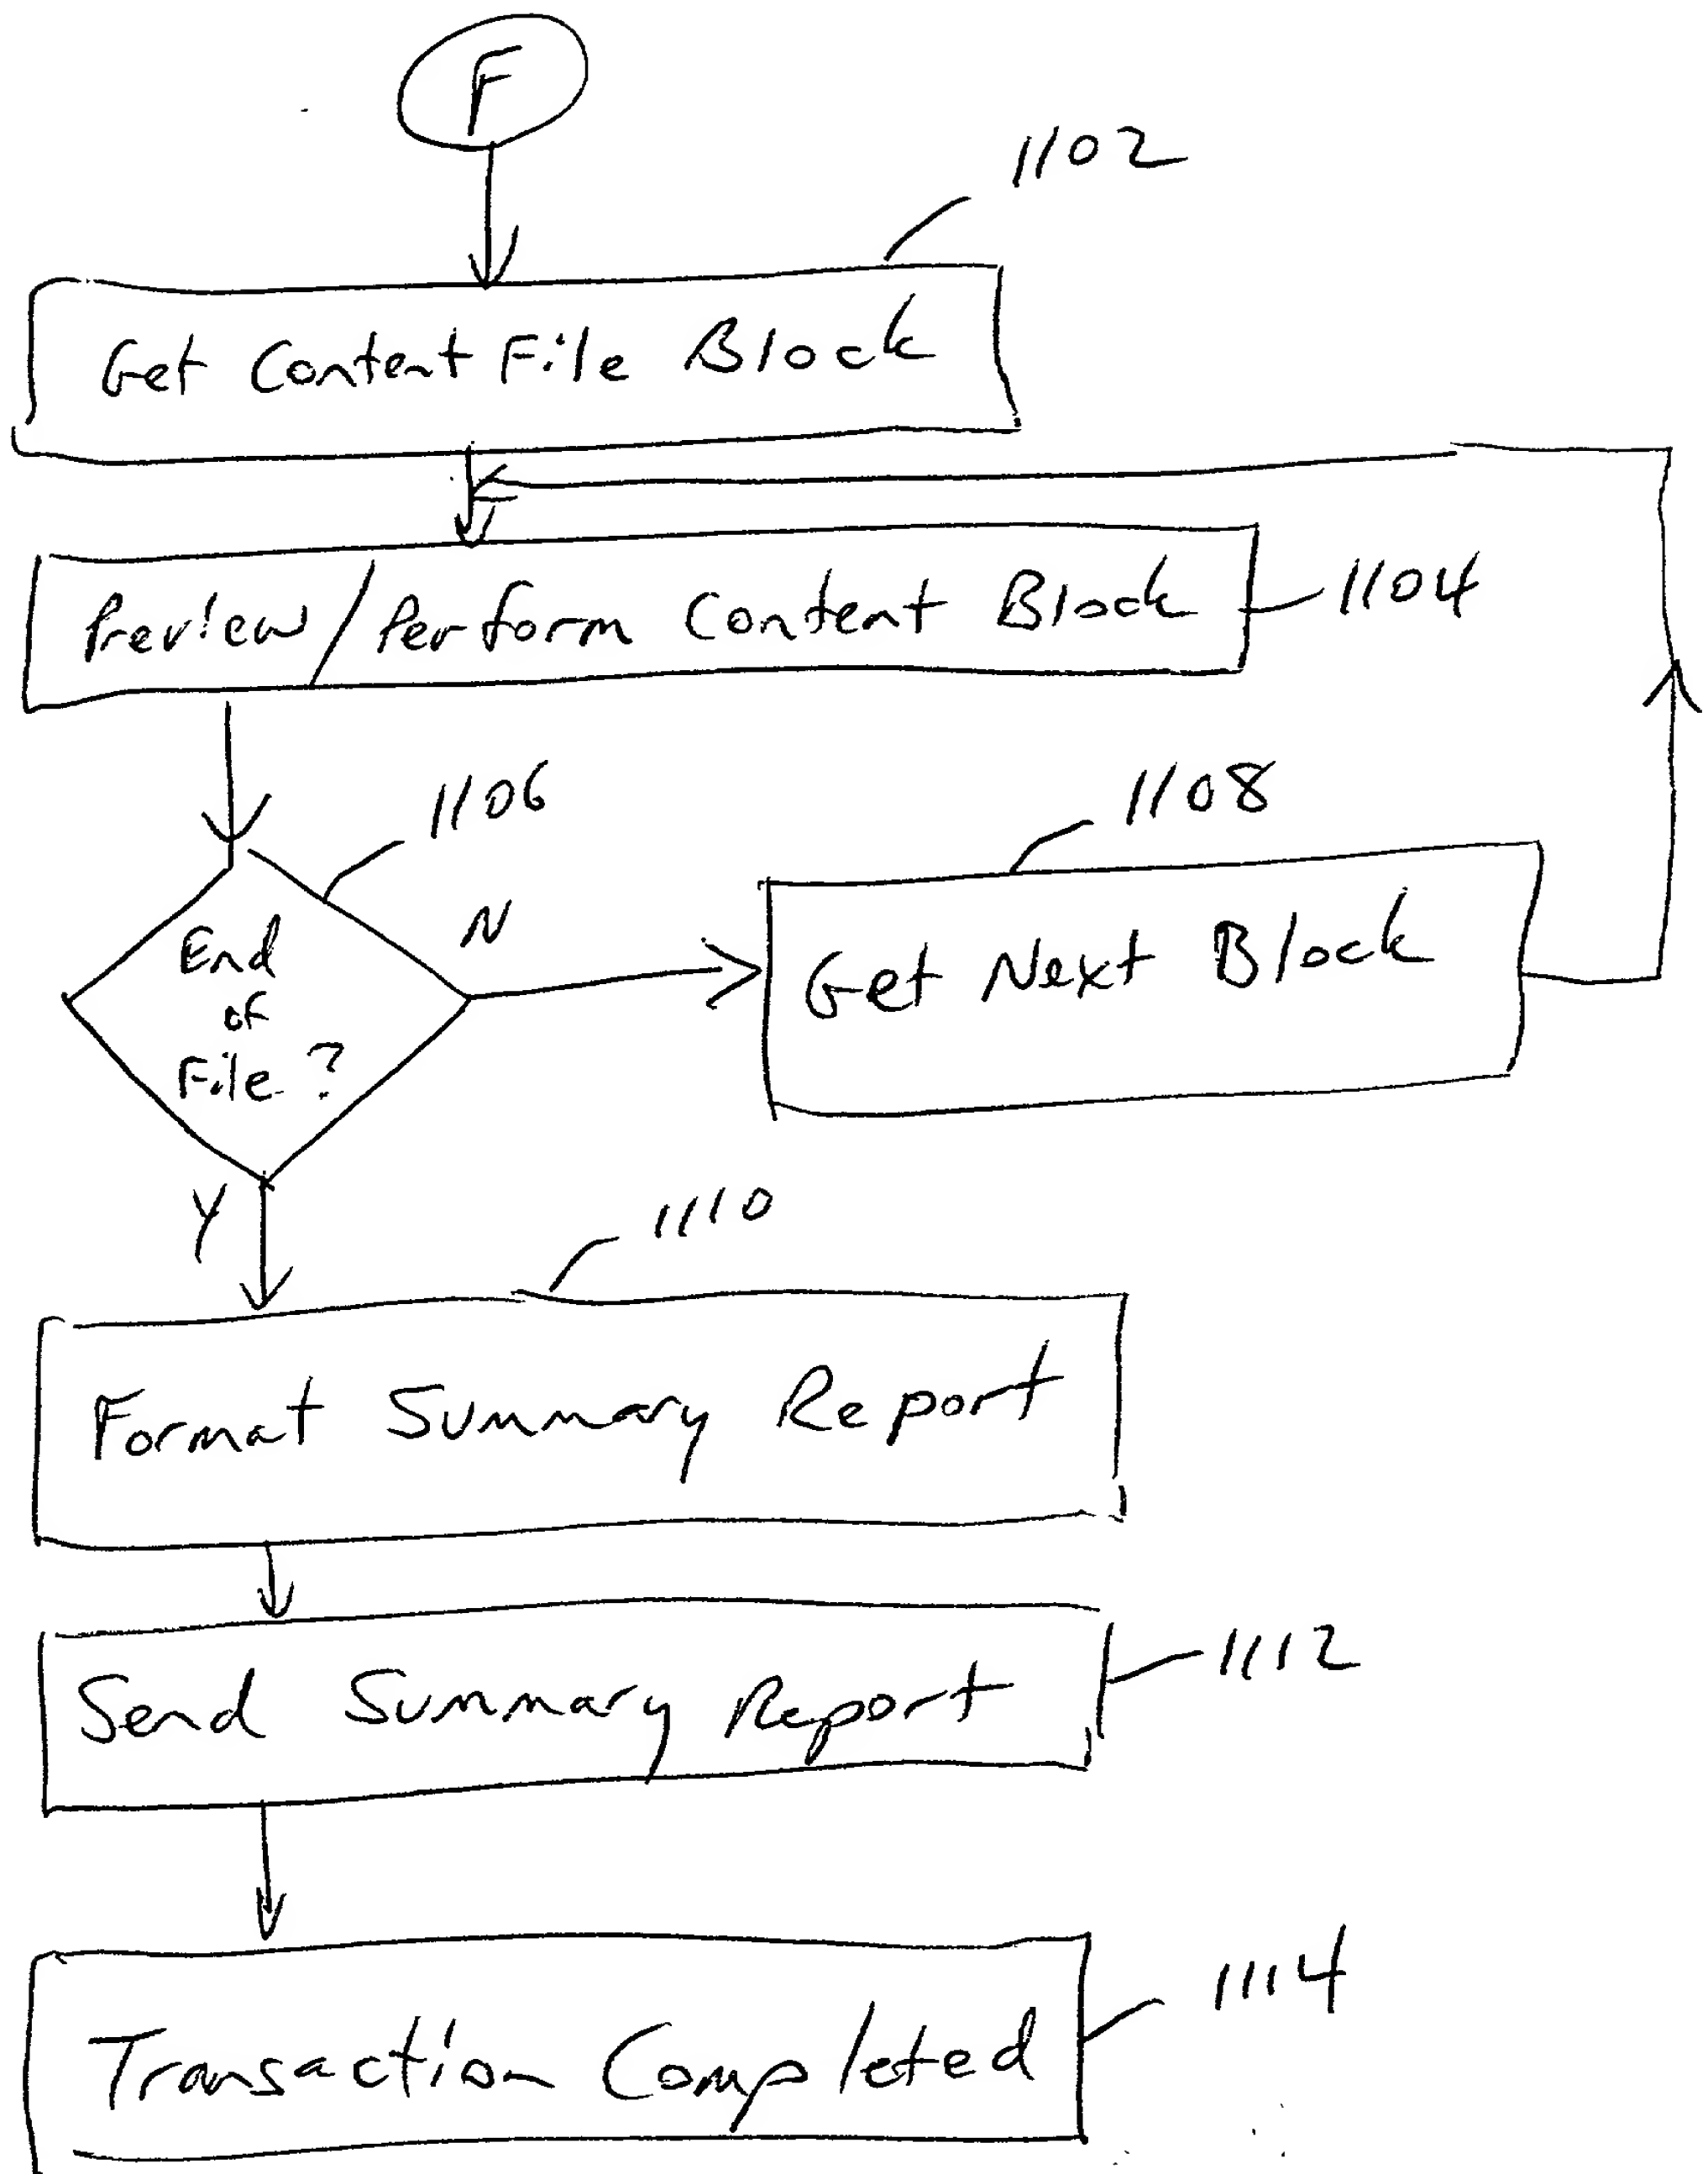 F
1102
Get Content File Block
Preview/Perform Content Block
1104
1106
1108
End
of
File?
N
Get Next Block
Y
1110
Format Summary Report
Send Summary Report
1112
Transaction Completed
1114